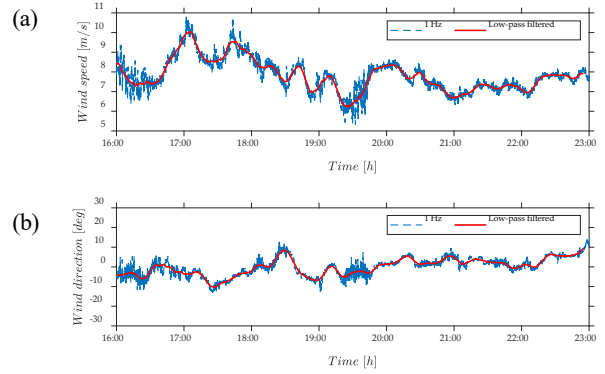 (a)
11
10
9
8
7
6
5
Wind speed [m/s]
1 Hz Low-pass filtered
16:00 17:00 18:00 19:00 20:00 21:00 22:00 23:00
Time [h]
(b)
30
20
10
0
-10
-20
-30
Wind direction [deg]
1 Hz Low-pass filtered
16:00 17:00 18:00 19:00 20:00 21:00 22:00 23:00
Time [h]